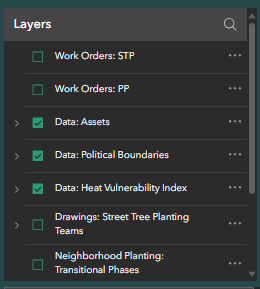 Layers
Work Orders: STP
Work Orders: PP
Data: Assets
Data: Political Boundaries
Data: Heat Vulnerability Index
Drawings: Street Tree Planting
Teams
Neighborhood Planting:
Transitional Phases